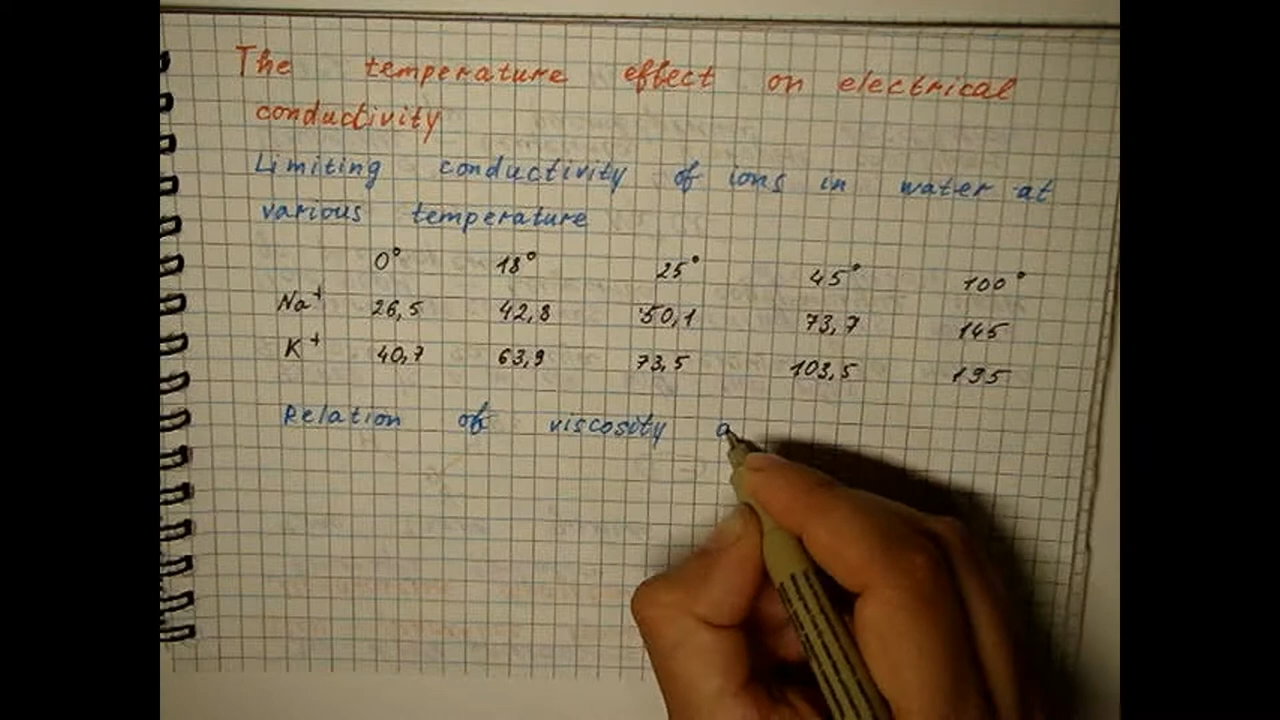 The temperature effect on electrical
conductivity
Limiting conductivity of ions in water at
various temperature
0° 18° 25° 45° 100°
Na⁺ 26,5 42,8 50,1 73,7 145
K⁺ 40,7 63,9 73,5 103,5 195
Relation of viscosity a